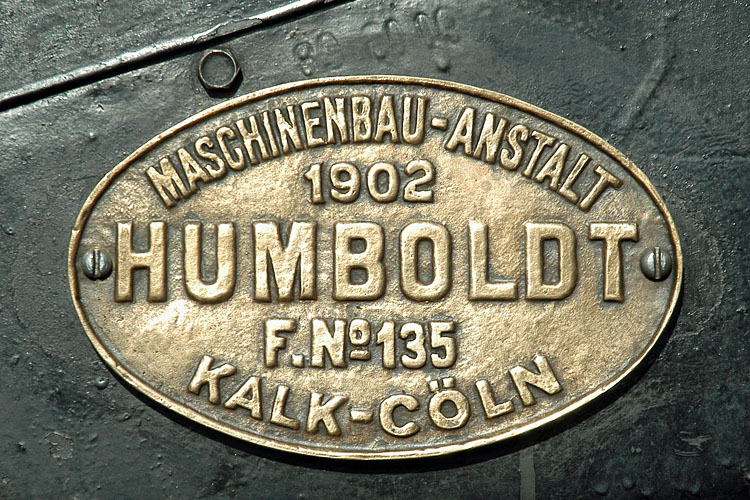 MASCHINENBAU-ANSTALT
1902
HUMBOLDT
F.Nº135
KALK-CÖLN